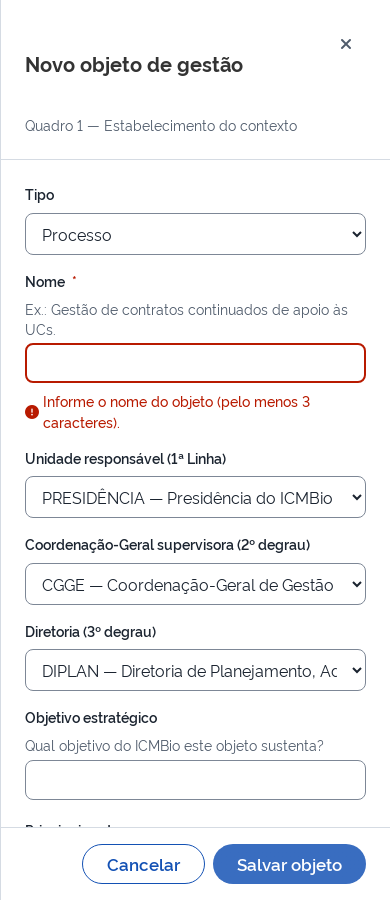 Novo objeto de gestão
Quadro 1 — Estabelecimento do contexto
Tipo
Processo
Nome *
Ex.: Gestão de contratos continuados de apoio às
UCs.
Informe o nome do objeto (pelo menos 3
caracteres).
Unidade responsável (1ª Linha)
PRESIDÊNCIA — Presidência do ICMBio
Coordenação-Geral supervisora (2º degrau)
CGGE — Coordenação-Geral de Gestão
Diretoria (3º degrau)
DIPLAN — Diretoria de Planejamento,
Objetivo estratégico
Qual objetivo do ICMBio este objeto sustenta?
Cancelar
Salvar objeto